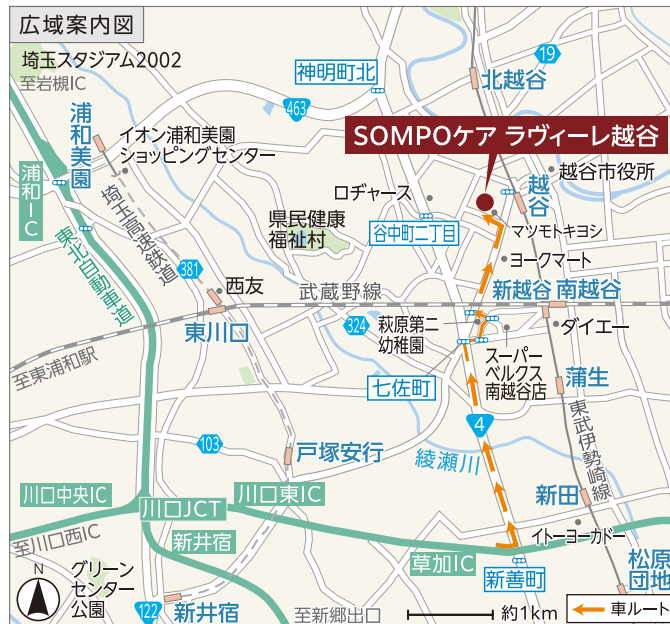 広域案内図
埼玉スタジアム2002
至岩槻IC
神明町北
19
北越谷
463
浦和美園
イオン浦和美園
ショッピングセンター
SOMPOケア ラヴィーレ越谷
浦和IC
埼玉高速鉄道
東北自動車道
ロヂャース
越谷
越谷市役所
県民健康
福祉村
谷中町二丁目
マツモトキヨシ
ヨークマート
381
西友
武蔵野線
新越谷 南越谷
東川口
324
萩原第二
幼稚園
ダイエー
スーパー
ベルクス
南越谷店
至東浦和駅
七佐町
蒲生
東武伊勢崎線
4
103
戸塚安行
綾瀬川
川口中央IC
川口東IC
川口JCT
新田
至川口西IC
新井宿
イトーヨーカドー
草加IC
新善町
松原
団地
N
グリーン
センター
公園
122
新井宿
至新郷出口
約1km
車ルート